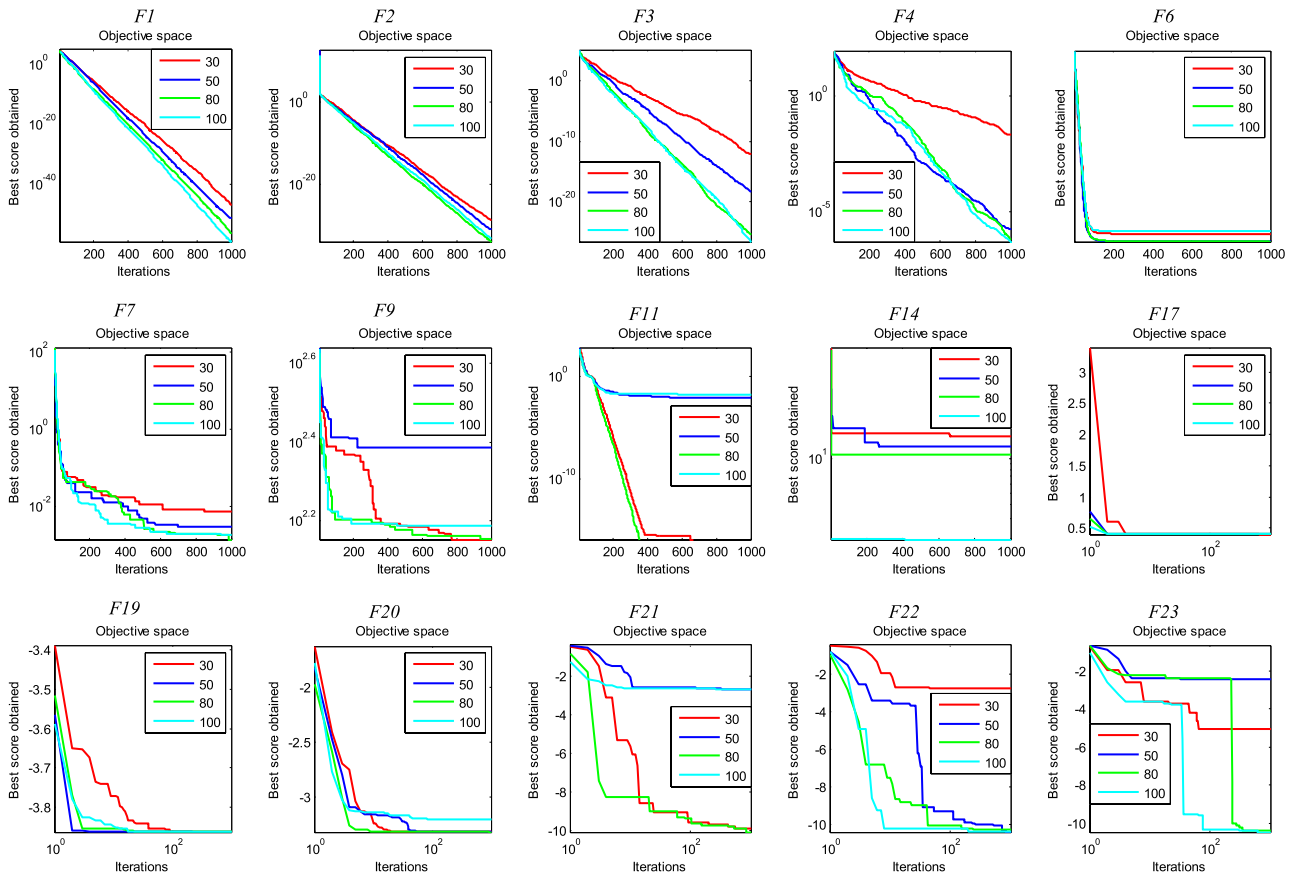 F1
Objective space
Best score obtained
10^0
10^-20
10^-40
30
50
80
100
200 400 600 800 1000
Iterations
F2
Objective space
Best score obtained
10^0
10^-20
30
50
80
100
200 400 600 800 1000
Iterations
F3
Objective space
Best score obtained
10^0
10^-10
10^-20
30
50
80
100
200 400 600 800 1000
Iterations
F4
Objective space
Best score obtained
10^0
10^-5
30
50
80
100
200 400 600 800 1000
Iterations
F6
Objective space
Best score obtained
30
50
80
100
200 400 600 800 1000
Iterations
F7
Objective space
Best score obtained
10^2
10^0
10^-2
30
50
80
100
200 400 600 800 1000
Iterations
F9
Objective space
Best score obtained
10^2.6
10^2.4
10^2.2
30
50
80
100
200 400 600 800 1000
Iterations
F11
Objective space
Best score obtained
10^0
10^-10
30
50
80
100
200 400 600 800 1000
Iterations
F14
Objective space
Best score obtained
10^1
30
50
80
100
200 400 600 800 1000
Iterations
F17
Objective space
Best score obtained
3
2.5
2
1.5
1
0.5
30
50
80
100
10^0 10^2
Iterations
F19
Objective space
Best score obtained
-3.4
-3.5
-3.6
-3.7
-3.8
30
50
80
100
10^0 10^2
Iterations
F20
Objective space
Best score obtained
-2
-2.5
-3
30
50
80
100
10^0 10^2
Iterations
F21
Objective space
Best score obtained
-2
-4
-6
-8
-10
30
50
80
100
10^0 10^2
Iterations
F22
Objective space
Best score obtained
-2
-4
-6
-8
-10
30
50
80
100
10^0 10^2
Iterations
F23
Objective space
Best score obtained
-2
-4
-6
-8
-10
30
50
80
100
10^0 10^2
Iterations